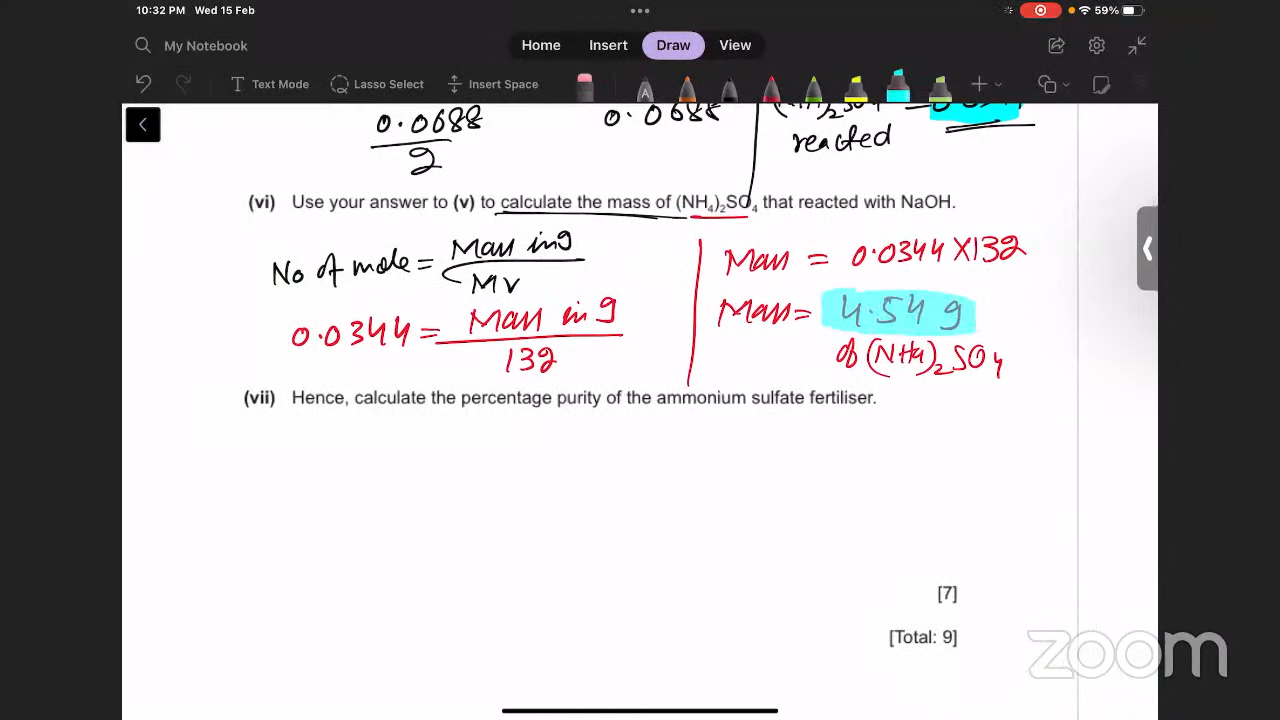 10:32 PM Wed 15 Feb
59%
My Notebook
Home Insert Draw View
Text Mode Lasso Select Insert Space
0.0688
2
0.0688
reacted
(vi) Use your answer to (v) to calculate the mass of (NH₄)₂SO₄ that reacted with NaOH.
No of mole = Mass in g
Mr
0.0344 = Mass in g
132
Mass = 0.0344 X 132
Mass = 4.54 g
of (NH4)2SO4
(vii) Hence, calculate the percentage purity of the ammonium sulfate fertiliser.
[7]
[Total: 9]
zoom